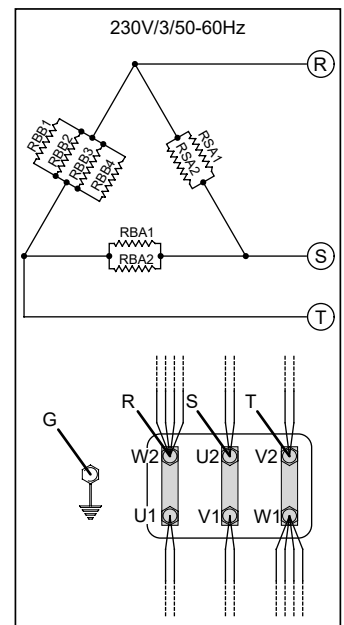 230V/3/50-60Hz
R
RBB1
RBB2
RBB3
RBB4
RSA1
RSA2
RBA1
RBA2
S
T
R
S
T
G
W2
U2
V2
U1
V1
W1